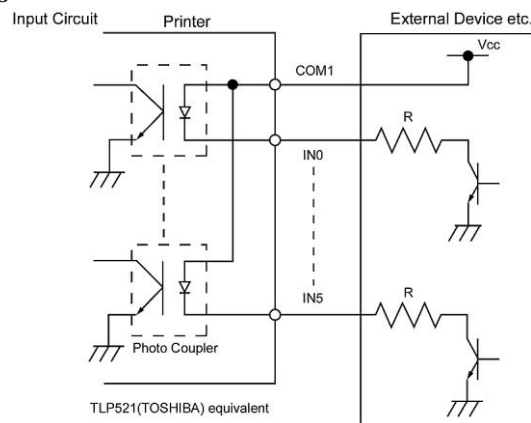 Input Circuit
Printer
External Device etc.
Vcc
COM1
R
IN0
R
IN5
Photo Coupler
TLP521(TOSHIBA) equivalent